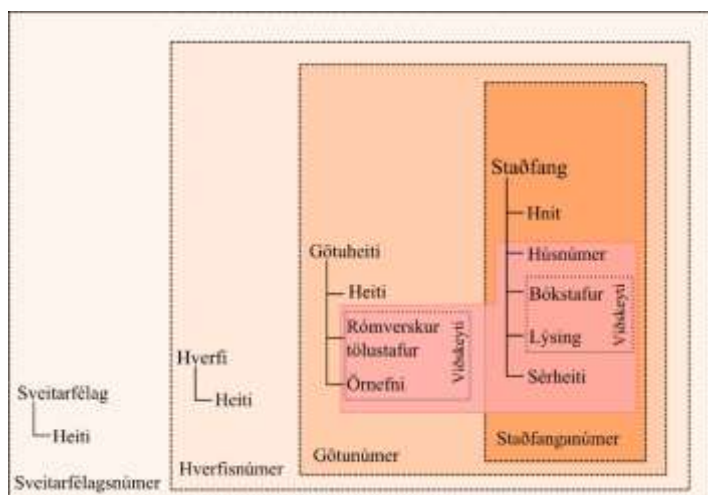 Staðfang
Hnit
Húsnúmer
Bókstafur
Lýsing
Viðskeyti
Sérheiti
Staðfanganúmer
Götuheiti
Heiti
Rómverskur
tölustafur
Örnefni
Viðskeyti
Götunúmer
Hverfi
Heiti
Hverfisnúmer
Sveitarfélag
Heiti
Sveitarfélagsnúmer